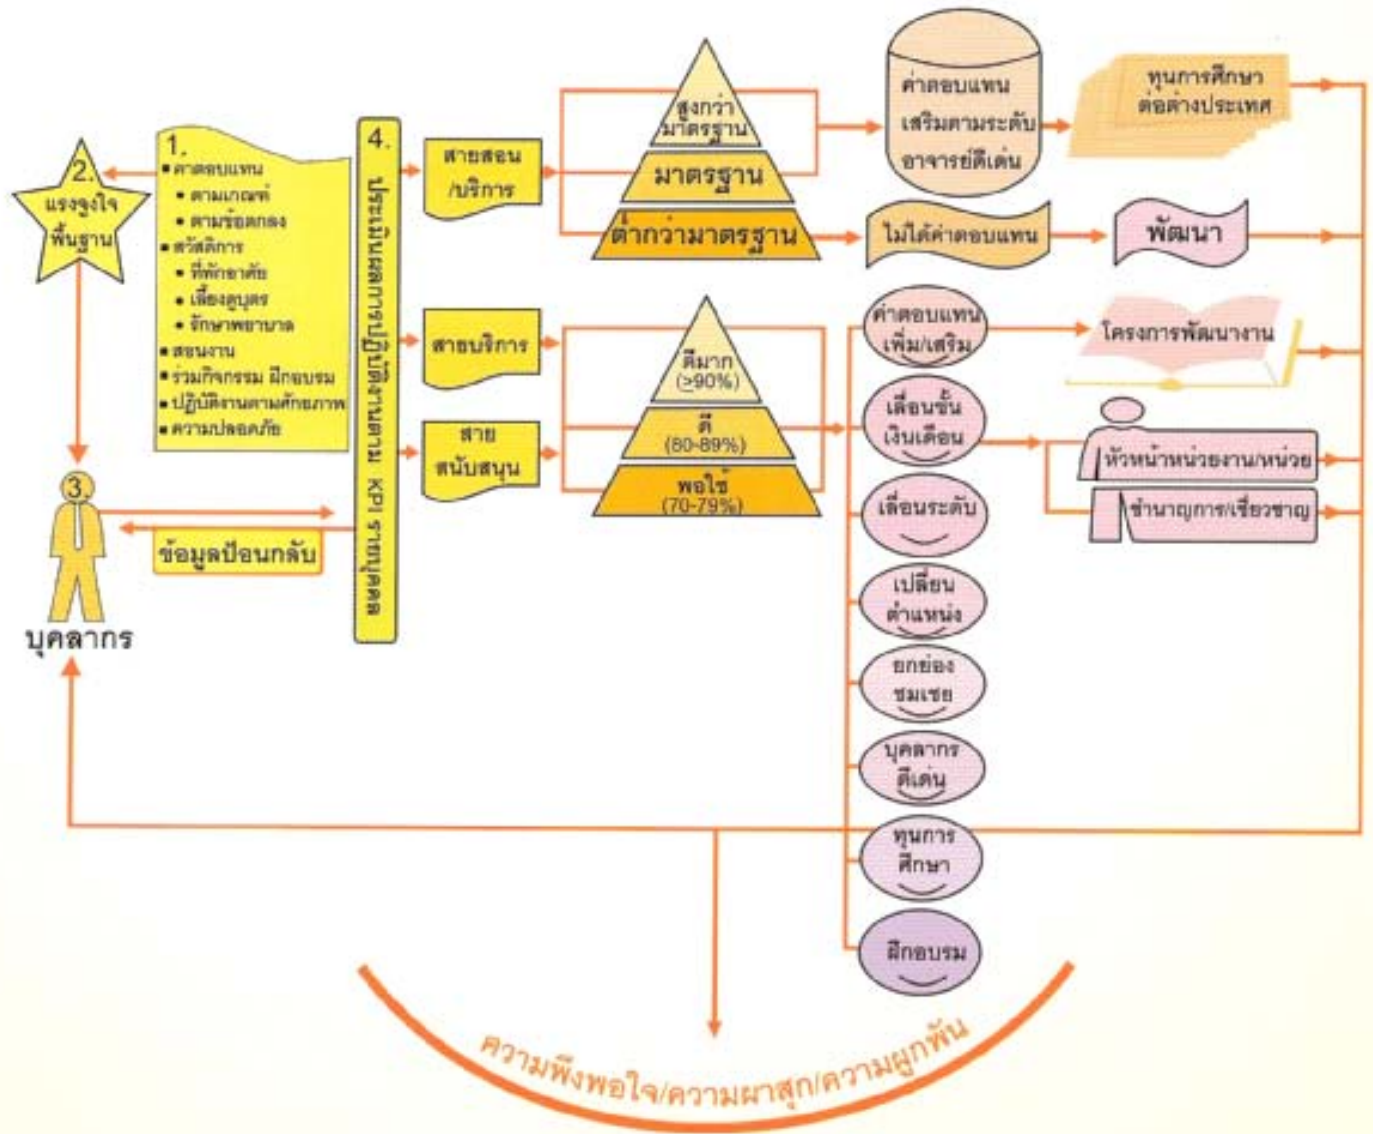 1.
▪ค่าตอบแทน
• ตามเกณฑ์
• ตามข้อตกลง
▪สวัสดิการ
• ที่พักอาศัย
• เลี้ยงดูบุตร
• รักษาพยาบาล
▪สอนงาน
▪ร่วมกิจกรรม ฝึกอบรม
▪ปฏิบัติงานตามศักยภาพ
▪ความปลอดภัย
2.
แรงจูงใจ
พื้นฐาน
3.
บุคลากร
ข้อมูลป้อนกลับ
4.
ประเมินผลการปฏิบัติงานตาม KPI รายบุคคล
สายสอน
/บริการ
สูงกว่า
มาตรฐาน
มาตรฐาน
ต่ำกว่ามาตรฐาน
ค่าตอบแทน
เสริมตามระดับ
อาจารย์ดีเด่น
ทุนการศึกษา
ต่อต่างประเทศ
ไม่ได้ค่าตอบแทน
พัฒนา
สายบริการ
สาย
สนับสนุน
ดีมาก
(≥90%)
ดี
(80-89%)
พอใช้
(70-79%)
ค่าตอบแทน
เพิ่ม/เสริม
โครงการพัฒนางาน
เลื่อนขั้น
เงินเดือน
หัวหน้าหน่วยงาน/หน่วย
ชำนาญการ/เชี่ยวชาญ
เลื่อนระดับ
เปลี่ยน
ตำแหน่ง
ยกย่อง
ชมเชย
บุคลากร
ดีเด่น
ทุนการ
ศึกษา
ฝึกอบรม
ความพึงพอใจ/ความผาสุก/ความผูกพัน